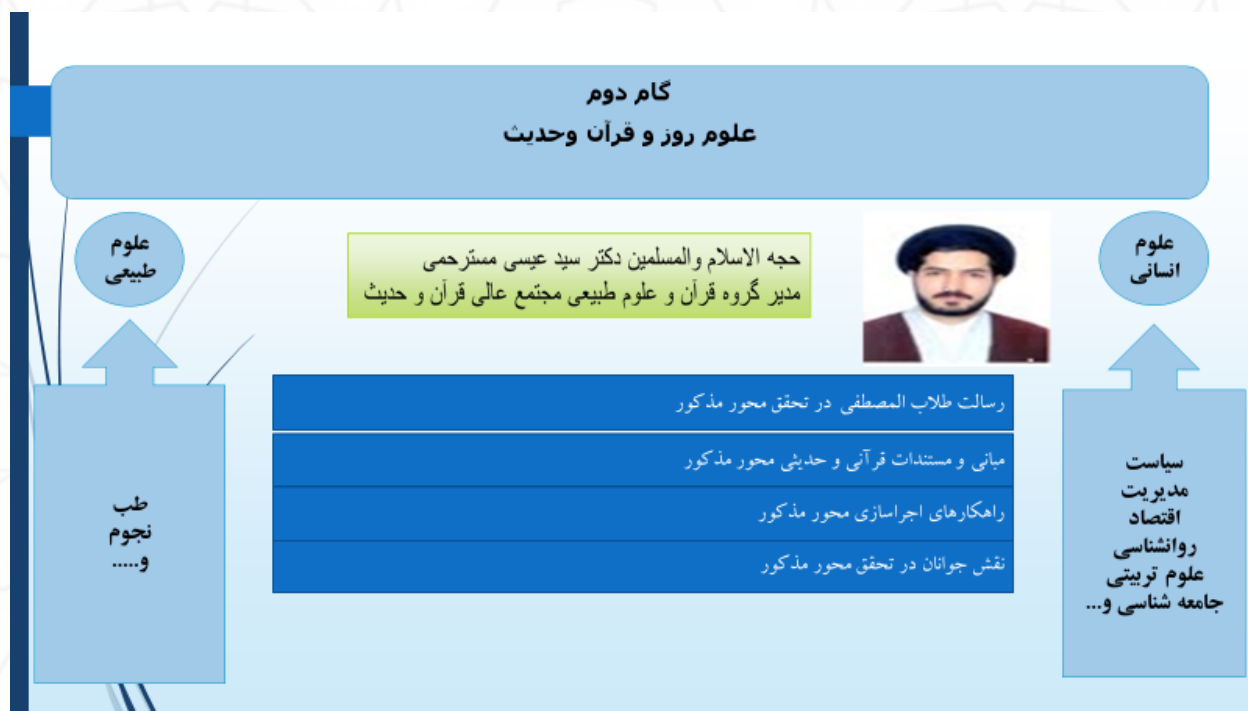 گام دوم
علوم روز و قرآن وحدیث
علوم
انسانی
حجه الاسلام والمسلمین دکتر سید عیسی مسترحمی
مدیر گروه قرآن و علوم طبیعی مجتمع عالی قرآن و حدیث
علوم
طبیعی
رسالت طلاب المصطفی در تحقق محور مذکور
مبانی و مستندات قرآنی و حدیثی محور مذکور
راهکارهای اجراسازی محور مذکور
نقش جوانان در تحقق محور مذکور
سیاست
مدیریت
اقتصاد
روانشناسی
علوم تربیتی
جامعه شناسی و...
طب
نجوم
و.....